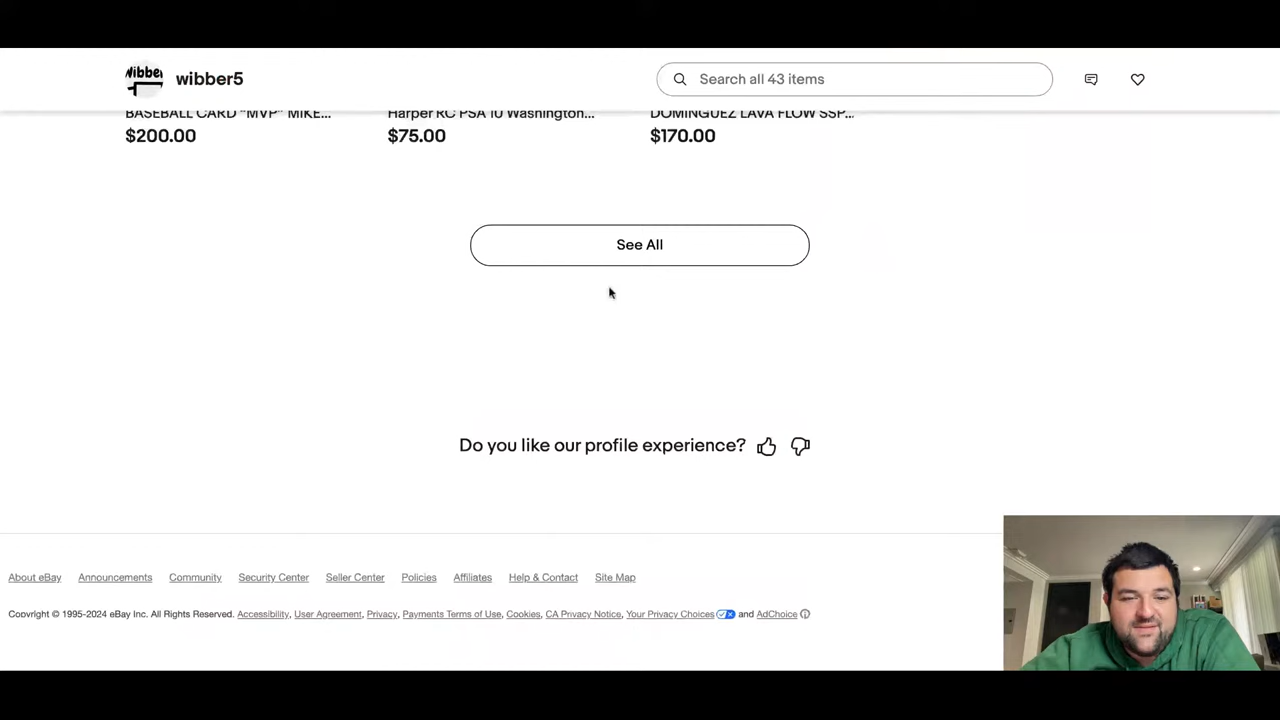 Wibber
wibber5
Search all 43 items
BASEBALL CARD "MVP" MIKE...
Harper RC PSA 10 Washington...
DOMINGUEZ LAVA FLOW SSP...
$200.00
$75.00
$170.00
See All
Do you like our profile experience?
About eBay Announcements Community Security Center Seller Center Policies Affiliates Help & Contact Site Map
Copyright © 1995-2024 eBay Inc. All Rights Reserved. Accessibility, User Agreement, Privacy, Payments Terms of Use, Cookies, CA Privacy Notice, Your Privacy Choices and AdChoice